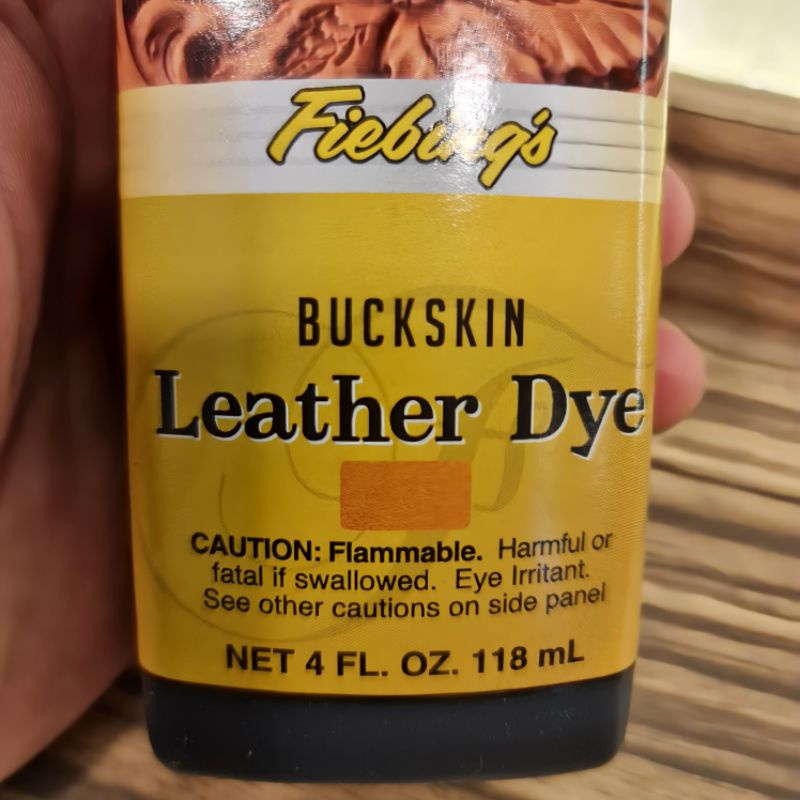 Fiebing's
BUCKSKIN
Leather Dye
CAUTION: Flammable. Harmful or
fatal if swallowed. Eye Irritant.
See other cautions on side panel
NET 4 FL. OZ. 118 mL